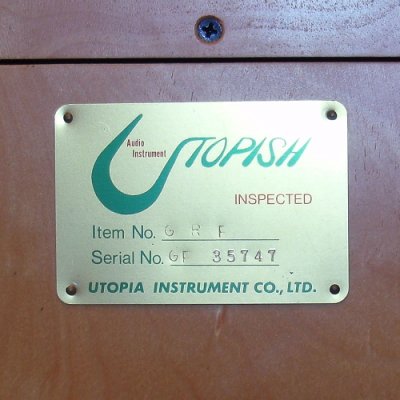 Audio
Instrument
UTOPISH
INSPECTED
Item No. G R F
Serial No. GF 35747
UTOPIA INSTRUMENT CO., LTD.